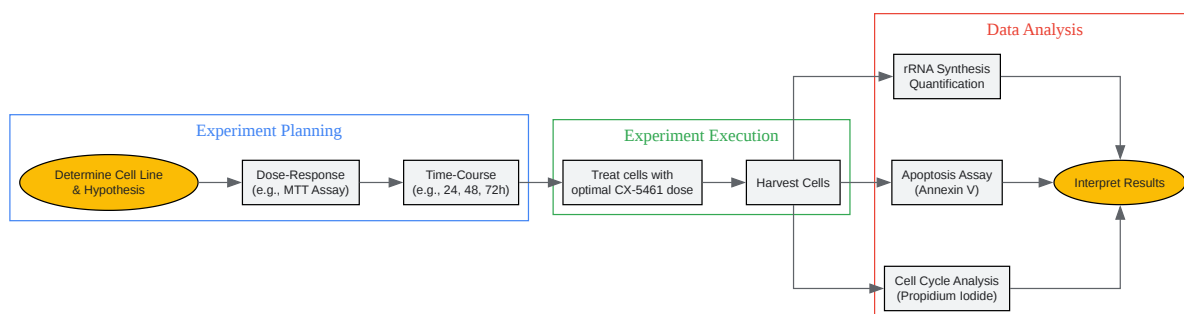 Experiment Planning
Determine Cell Line
& Hypothesis
Dose-Response
(e.g., MTT Assay)
Time-Course
(e.g., 24, 48, 72h)
Experiment Execution
Treat cells with
optimal CX-5461 dose
Harvest Cells
Data Analysis
rRNA Synthesis
Quantification
Apoptosis Assay
(Annexin V)
Cell Cycle Analysis
(Propidium Iodide)
Interpret Results